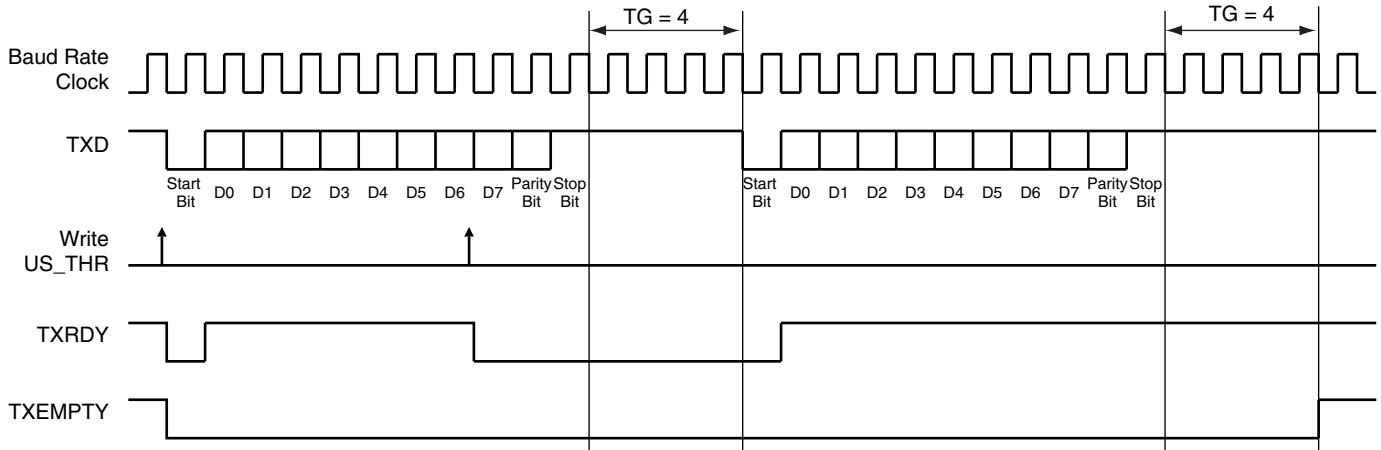 TG = 4
TG = 4
Baud Rate
Clock
TXD
Start
Bit
D0
D1
D2
D3
D4
D5
D6
D7
Parity
Bit
Stop
Bit
Start
Bit
D0
D1
D2
D3
D4
D5
D6
D7
Parity
Bit
Stop
Bit
Write
US_THR
TXRDY
TXEMPTY